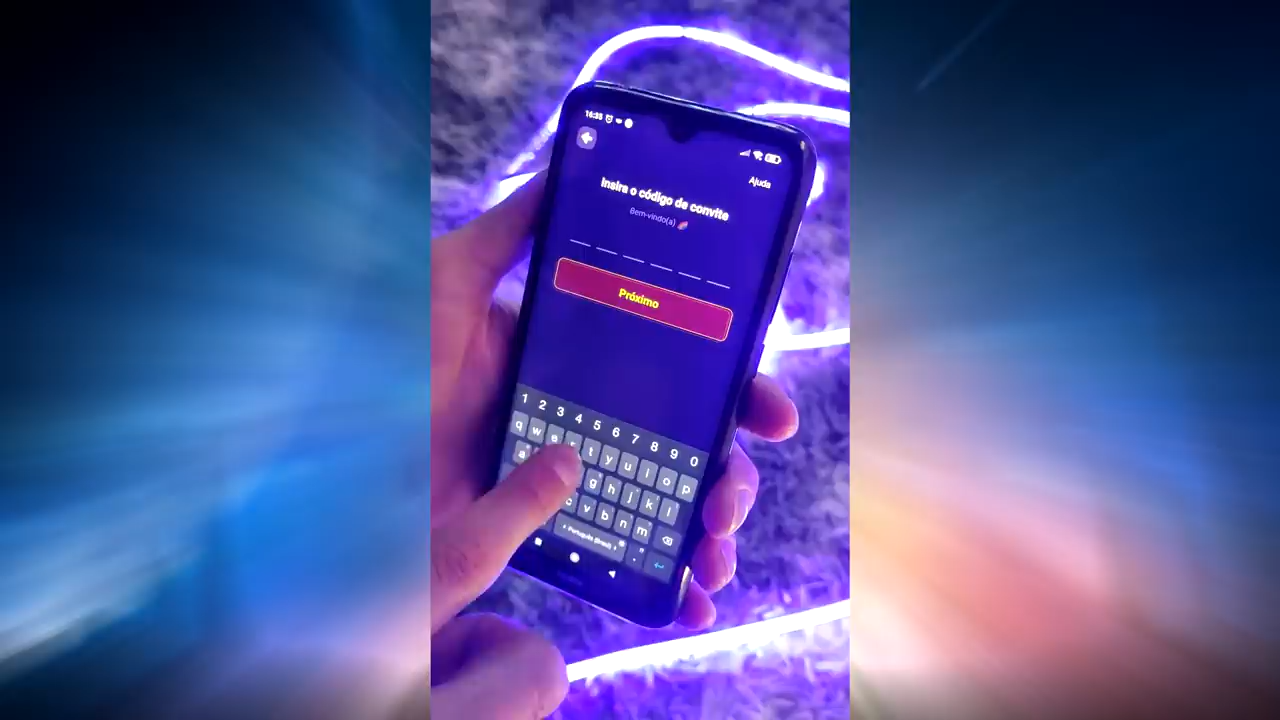 16:35
Ajuda
Insira o código de convite
Bem-vindo(a)
Próximo
1 2 3 4 5 6 7 8 9 0
q w e r t y u i o p
a g h j k l
c v b n m
Português (Brasil)